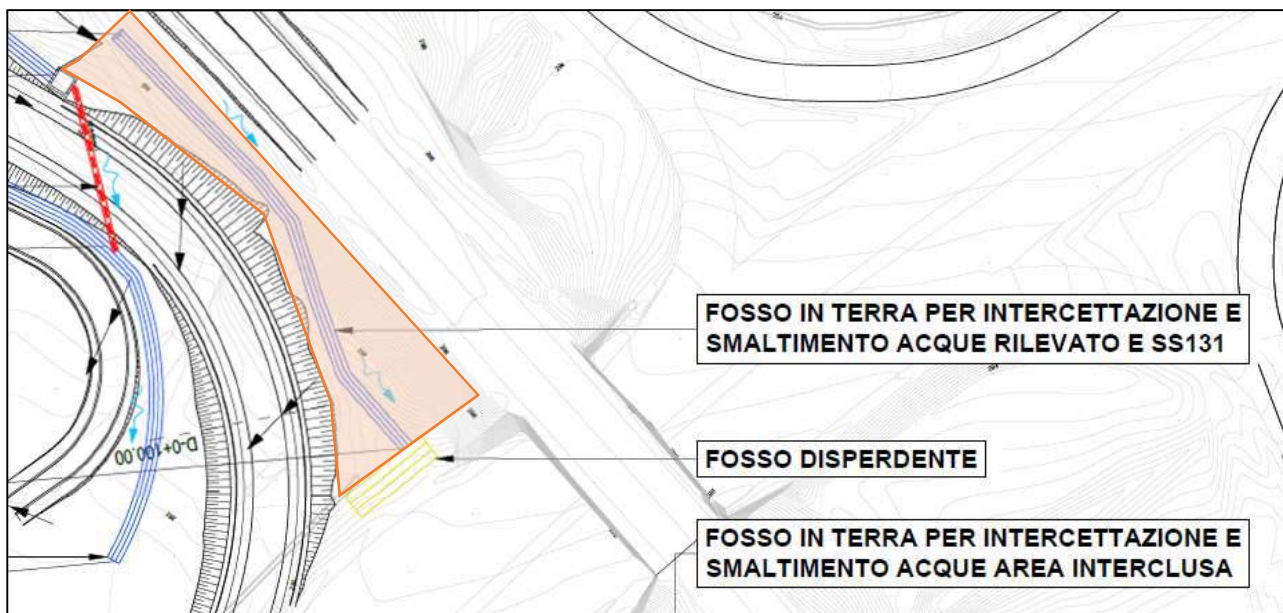 FOSSO IN TERRA PER INTERCETTAZIONE E
SMALTIMENTO ACQUE RILEVATO E SS131
FOSSO DISPERDENTE
D-0+100.00
FOSSO IN TERRA PER INTERCETTAZIONE E
SMALTIMENTO ACQUE AREA INTERCLUSA